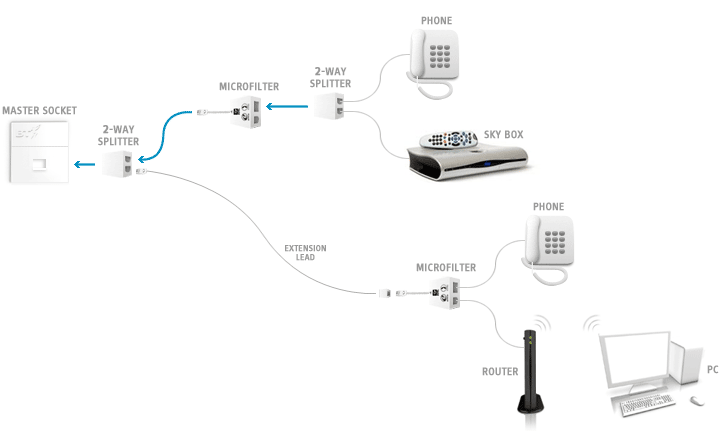 PHONE
2-WAY
SPLITTER
MICROFILTER
MASTER SOCKET
2-WAY
SPLITTER
SKY BOX
PHONE
EXTENSION
LEAD
MICROFILTER
ROUTER
PC